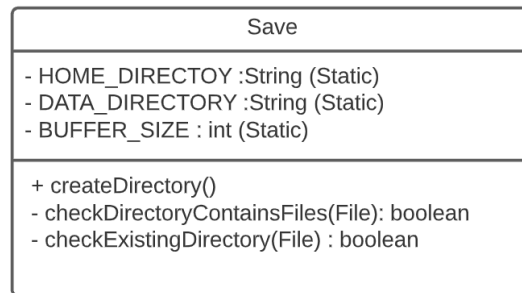 Save
- HOME_DIRECTOY :String (Static)
- DATA_DIRECTORY :String (Static)
- BUFFER_SIZE : int (Static)
+ createDirectory()
- checkDirectoryContainsFiles(File): boolean
- checkExistingDirectory(File) : boolean